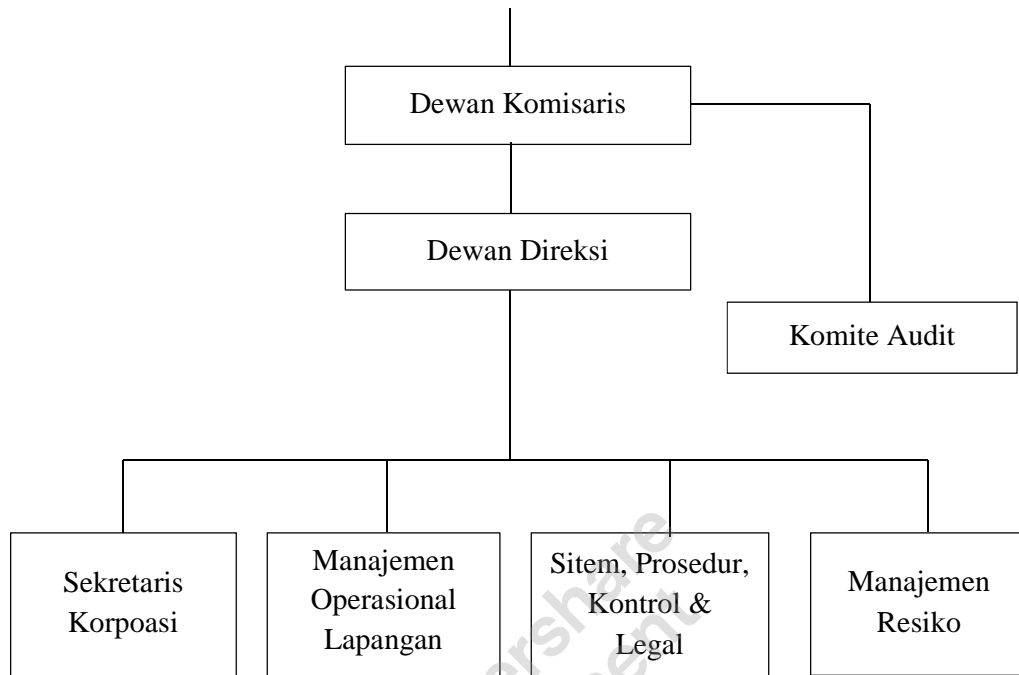 Dewan Komisaris
Dewan Direksi
Komite Audit
Sekretaris
Korpoasi
Manajemen
Operasional
Lapangan
Sitem, Prosedur,
Kontrol &
Legal
Manajemen
Resiko